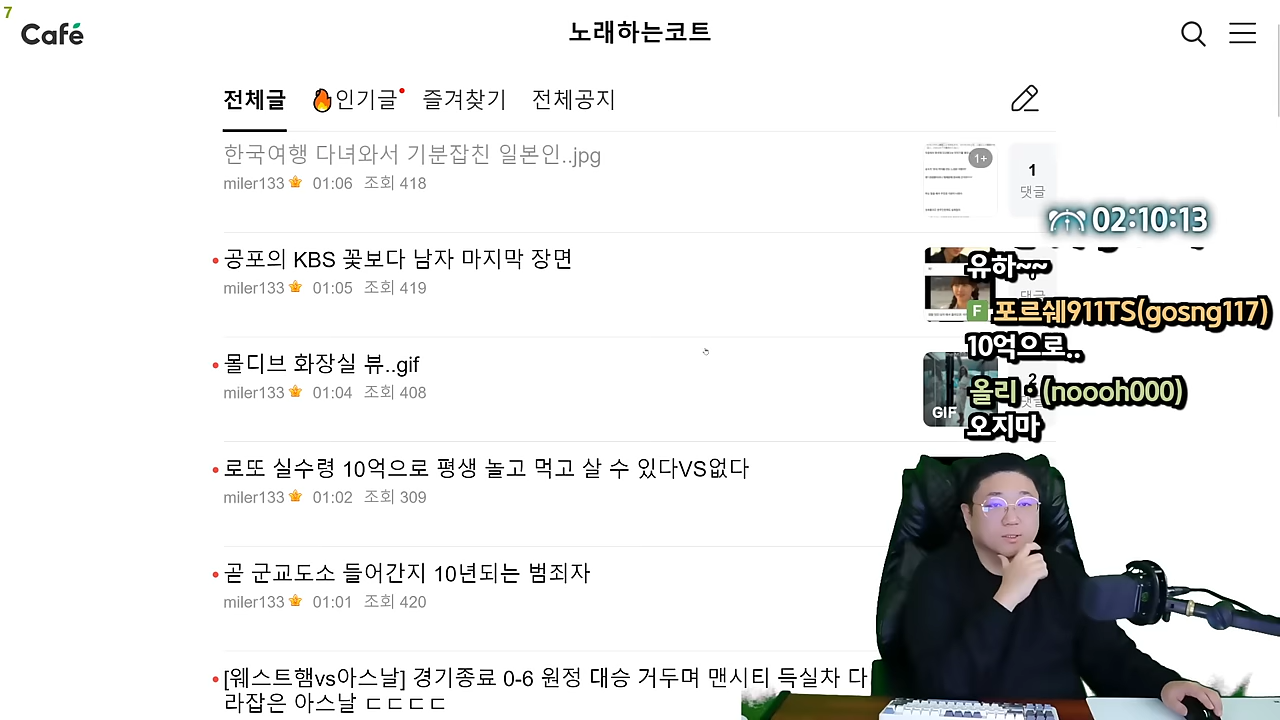 7
Café
노래하는코트
전체글
인기글
즐겨찾기
전체공지
한국여행 다녀와서 기분잡친 일본인..jpg
miler133 01:06 조회 418
1+
1
댓글
02:10:13
공포의 KBS 꽃보다 남자 마지막 장면
miler133 01:05 조회 419
유하~~
F 포르쉐911TS(gosng117)
10억으로..
몰디브 화장실 뷰..gif
miler133 01:04 조회 408
GIF
2
올리·(noooh000)
오지마
로또 실수령 10억으로 평생 놀고 먹고 살 수 있다VS없다
miler133 01:02 조회 309
곧 군교도소 들어간지 10년되는 범죄자
miler133 01:01 조회 420
[웨스트햄vs아스날] 경기종료 0-6 원정 대승 거두며 맨시티 득실차 다
라잡은 아스날 ㄷㄷㄷㄷ